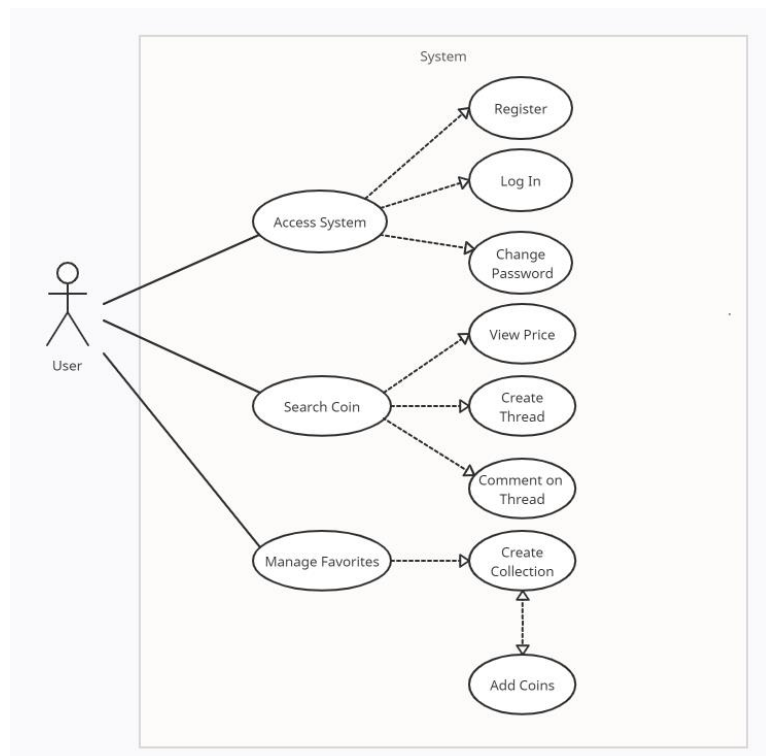 System
Register
Log In
Access System
Change
Password
User
View Price
Search Coin
Create
Thread
Comment on
Thread
Manage Favorites
Create
Collection
Add Coins